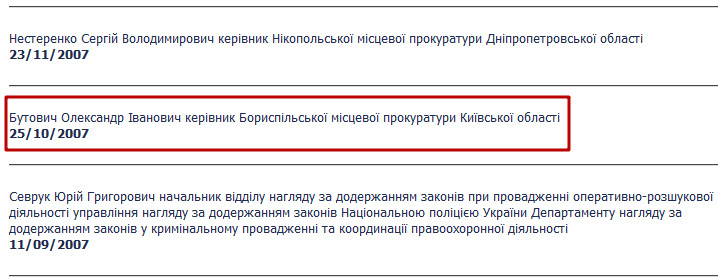 Нестеренко Сергій Володимирович керівник Нікопольської місцевої прокуратури Дніпропетровської області
23/11/2007
Бутович Олександр Іванович керівник Бориспільської місцевої прокуратури Київської області
25/10/2007
Севрук Юрій Григорович начальник відділу нагляду за додержанням законів при провадженні оперативно-розшукової
діяльності управління нагляду за додержанням законів Національною поліцією України Департаменту нагляду за
додержанням законів у кримінальному провадженні та координації правоохоронної діяльності
11/09/2007